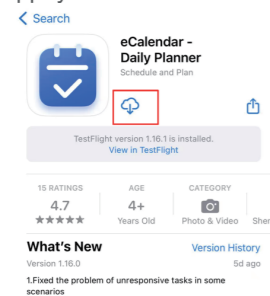 Search
eCalendar -
Daily Planner
Schedule and Plan
TestFlight version 1.16.1 is installed.
View in TestFlight
15 RATINGS AGE CATEGORY
4.7 4+
Years Old Photo & Video
What's New Version History
Version 1.16.0 5d ago
1.Fixed the problem of unresponsive tasks in some
scenarios